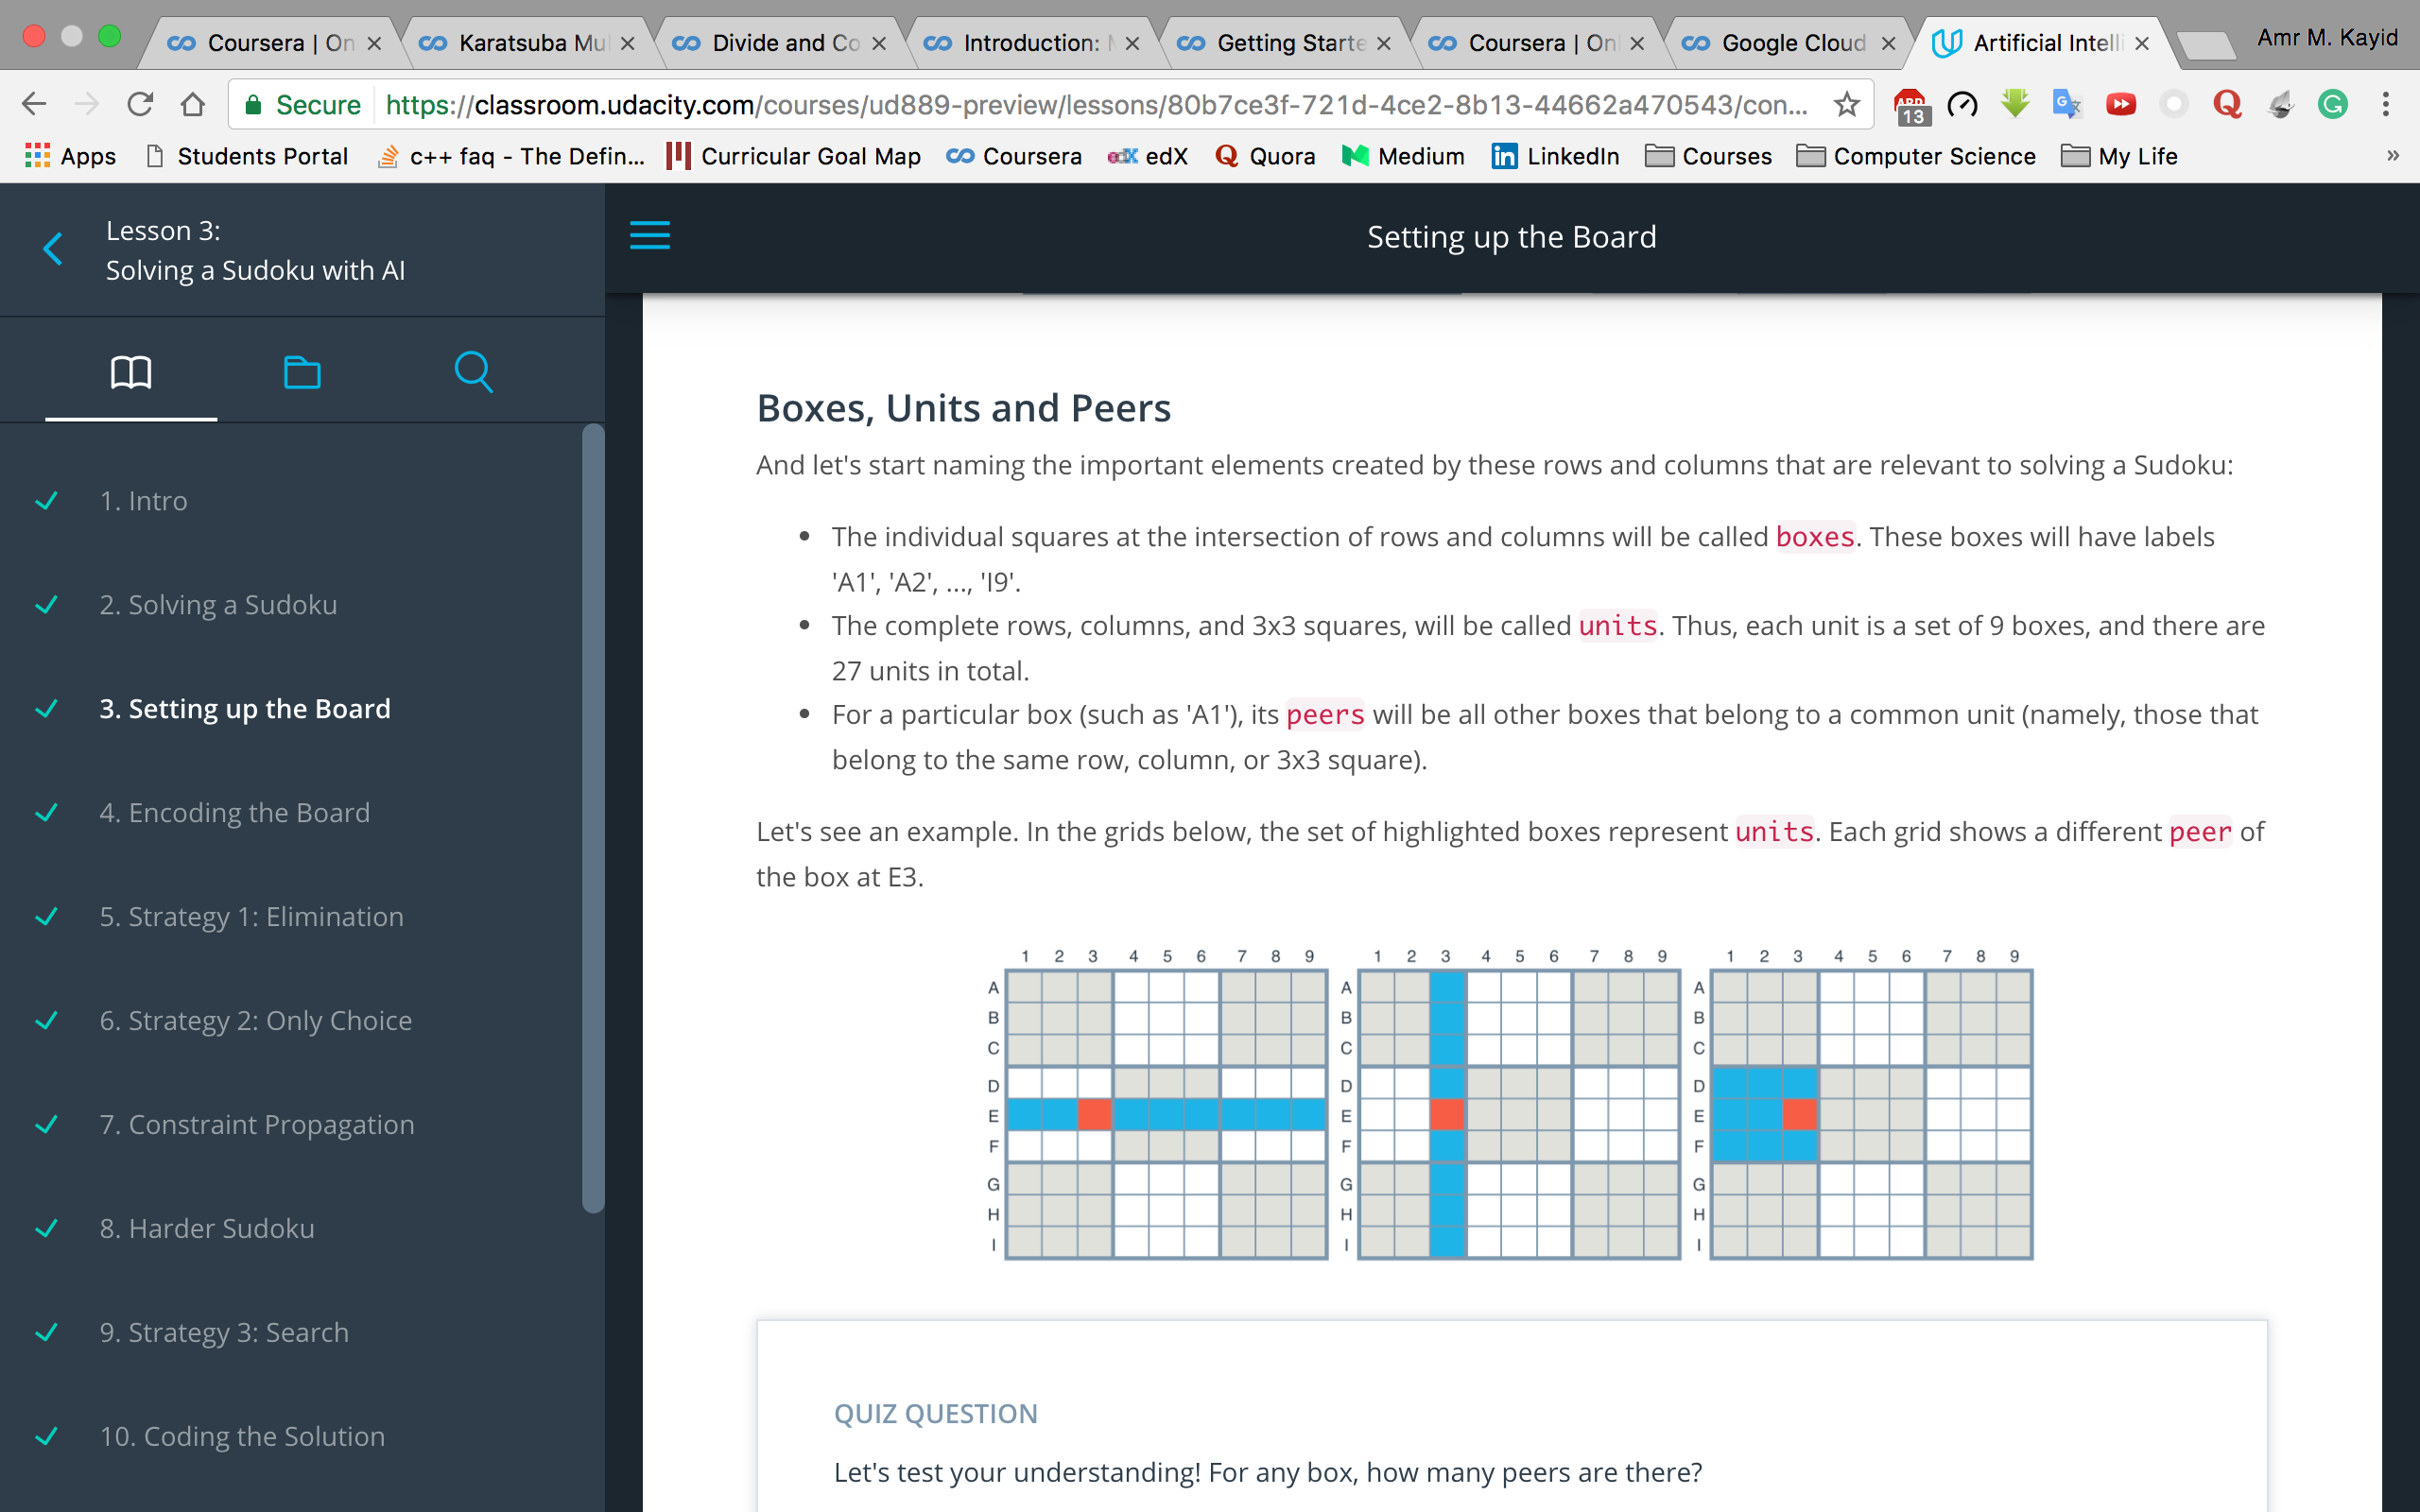 Coursera | On
Karatsuba Mul
Divide and Co
Introduction: M
Getting Starte
Coursera | Onl
Google Cloud
Artificial Intelli
Amr M. Kayid
Secure
https://classroom.udacity.com/courses/ud889-preview/lessons/80b7ce3f-721d-4ce2-8b13-44662a470543/con...
ABP
13
Apps
Students Portal
c++ faq - The Defin...
Curricular Goal Map
Coursera
edX
edX
Quora
Medium
in
LinkedIn
Courses
Computer Science
My Life
»
Lesson 3:
Solving a Sudoku with AI
Setting up the Board
1. Intro
2. Solving a Sudoku
3. Setting up the Board
4. Encoding the Board
5. Strategy 1: Elimination
6. Strategy 2: Only Choice
7. Constraint Propagation
8. Harder Sudoku
9. Strategy 3: Search
10. Coding the Solution
Boxes, Units and Peers
And let's start naming the important elements created by these rows and columns that are relevant to solving a Sudoku:
• The individual squares at the intersection of rows and columns will be called boxes. These boxes will have labels
'A1', 'A2', ..., 'I9'.
• The complete rows, columns, and 3x3 squares, will be called units. Thus, each unit is a set of 9 boxes, and there are
27 units in total.
• For a particular box (such as 'A1'), its peers will be all other boxes that belong to a common unit (namely, those that
belong to the same row, column, or 3x3 square).
Let's see an example. In the grids below, the set of highlighted boxes represent units. Each grid shows a different peer of
the box at E3.
1 2 3 4 5 6 7 8 9 1 2 3 4 5 6 7 8 9 1 2 3 4 5 6 7 8 9
A A A
B B B
C C C
D D D
E E E
F F F
G G G
H H H
I I I
QUIZ QUESTION
Let's test your understanding! For any box, how many peers are there?